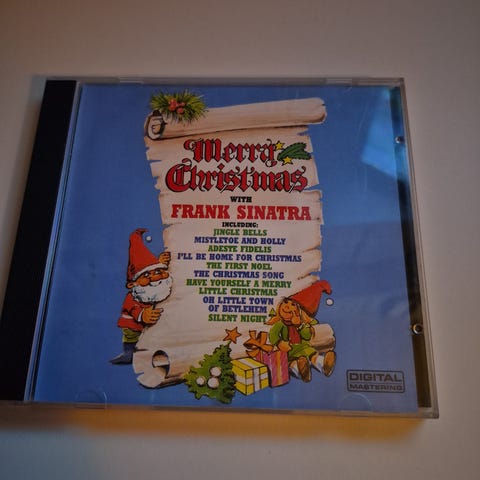 Merry
Christmas
WITH
FRANK SINATRA
INCLUDING:
JINGLE BELLS
MISTLETOE AND HOLLY
ADESTE FIDELIS
I'LL BE HOME FOR CHRISTMAS
THE FIRST NOEL
THE CHRISTMAS SONG
HAVE YOURSELF A MERRY
LITTLE CHRISTMAS
OH LITTLE TOWN
OF BETLEHEM
SILENT NIGHT
DIGITAL
MASTERING